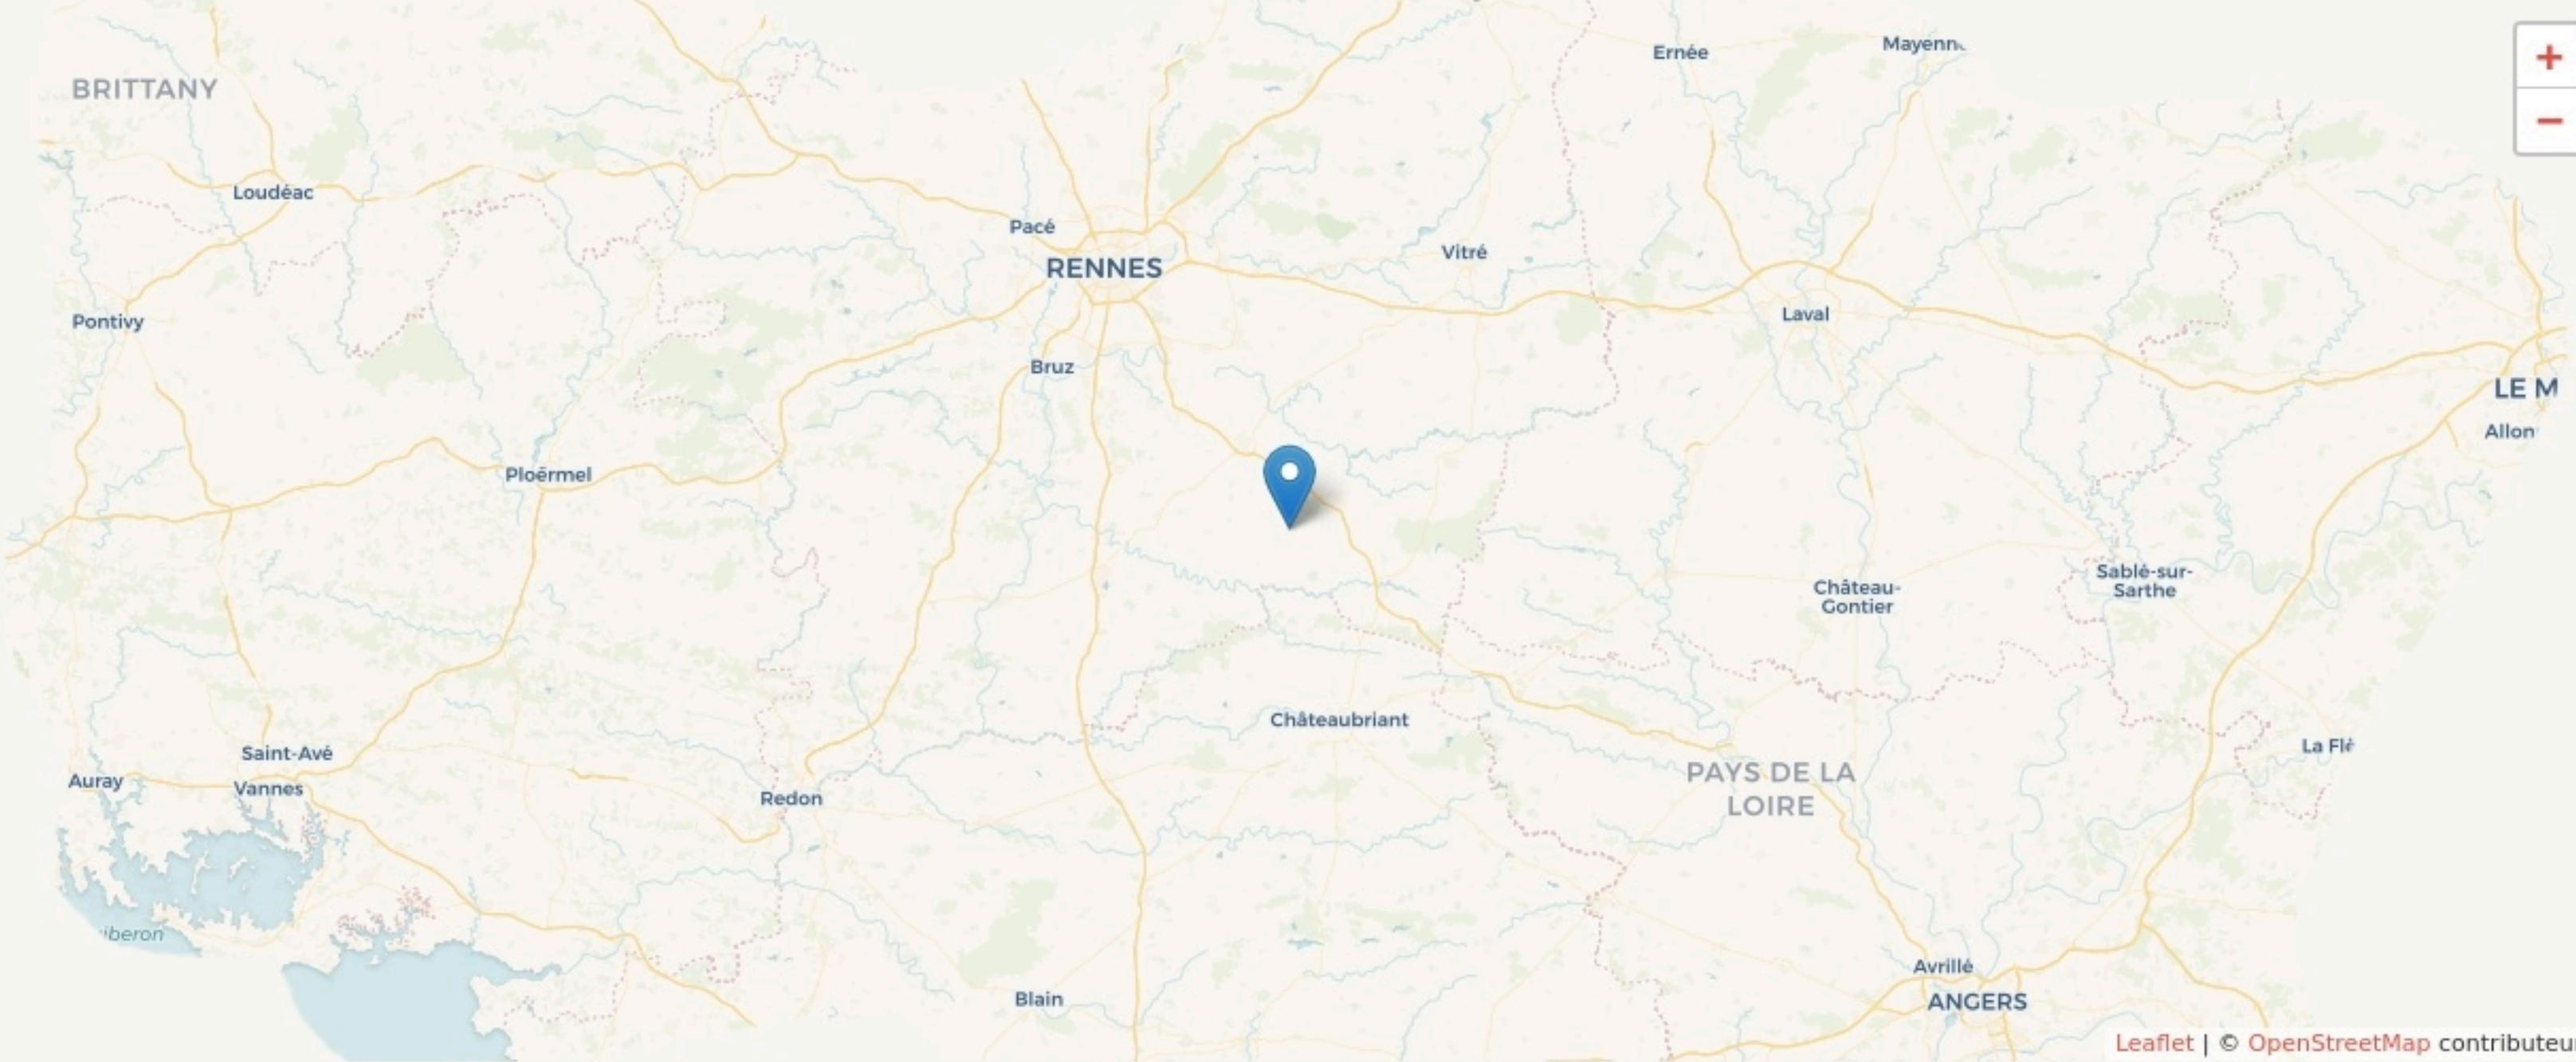 BRITTANY
Ernée
Mayenn
Loudéac
Pacé
RENNES
Vitré
Pontivy
Laval
Bruz
LE M
Allon
Ploërmel
Château-
Gontier
Sablé-sur-
Sarthe
Châteaubriant
Saint-Avé
Auray
Vannes
Redon
La Flé
PAYS DE LA
LOIRE
iberon
Avrillé
Blain
ANGERS
+
−
Leaflet | © OpenStreetMap contributeu